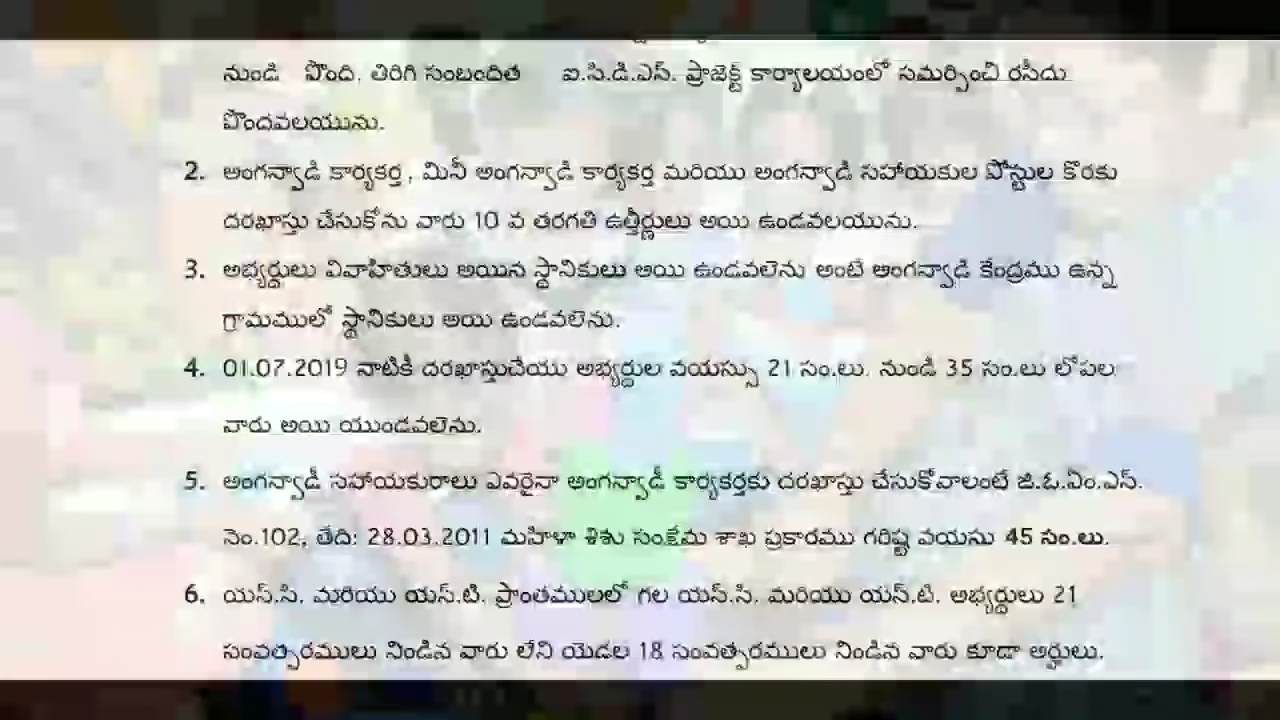 నుండి పొంది, తిరిగి సంబందిత ఐ.సి.డి.ఎస్. ప్రాజెక్ట్ కార్యాలయంలో సమర్పించి రసీదు
పొందవలయును.
2. అంగన్వాడి కార్యకర్త, మినీ అంగన్వాడి కార్యకర్త మరియు అంగన్వాడి సహాయకుల పోస్టుల కొరకు
దరఖాస్తు చేసుకోను వారు 10 వ తరగతి ఉత్తీర్ణులు అయి ఉండవలయును.
3. అభ్యర్థులు వివాహితులు అయిన స్థానికులు అయి ఉండవలెను అంటే అంగన్వాడి కేంద్రము ఉన్న
గ్రామములో స్థానికులు అయి ఉండవలెను.
4. 01.07.2019 నాటికి దరఖాస్తుచేయు అభ్యర్థుల వయస్సు 21 సం.లు. నుండి 35 సం.లు లోపల
వారు అయి యుండవలెను.
5. అంగన్వాడీ సహాయకురాలు ఎవరైనా అంగన్వాడీ కార్యకర్తకు దరఖాస్తు చేసుకోవాలంటే జి.ఓ.ఏం.ఎస్.
నెం.102, తేది: 28.03.2011 మహిళా శిశు సంక్షేమ శాఖ ప్రకారము గరిష్ట వయసు 45 సం.లు.
6. యస్.సి. మరియు యస్.టి. ప్రాంతములలో గల యస్.సి. మరియు యస్.టి. అభ్యర్థులు 21
సంవత్సరములు నిండిన వారు లేని యెడల 18 సంవత్సరములు నిండిన వారు కూడా అర్హులు.